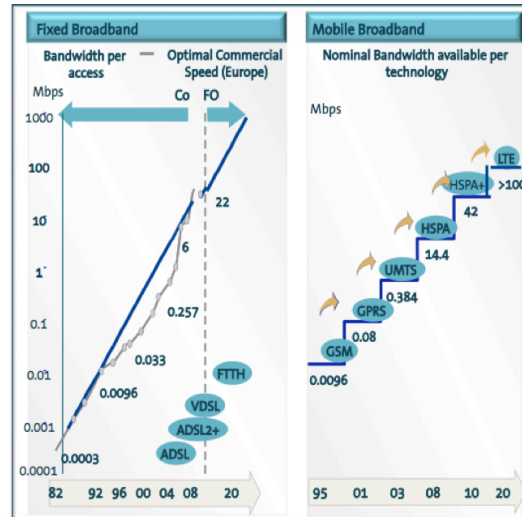 Fixed Broadband
Bandwidth per access
Optimal Commercial Speed (Europe)
Mbps
Co FO
1000
100
10
1
0.1
0.01
0.001
0.0001
22
6
0.257
0.033
0.0096
0.0003
FTTH
VDSL
ADSL2+
ADSL
82 92 96 00 04 08 20
Mobile Broadband
Nominal Bandwidth available per technology
Mbps
LTE
>100
HSPA+
42
HSPA
14.4
UMTS
0.384
GPRS
0.08
GSM
0.0096
95 01 03 08 10 20